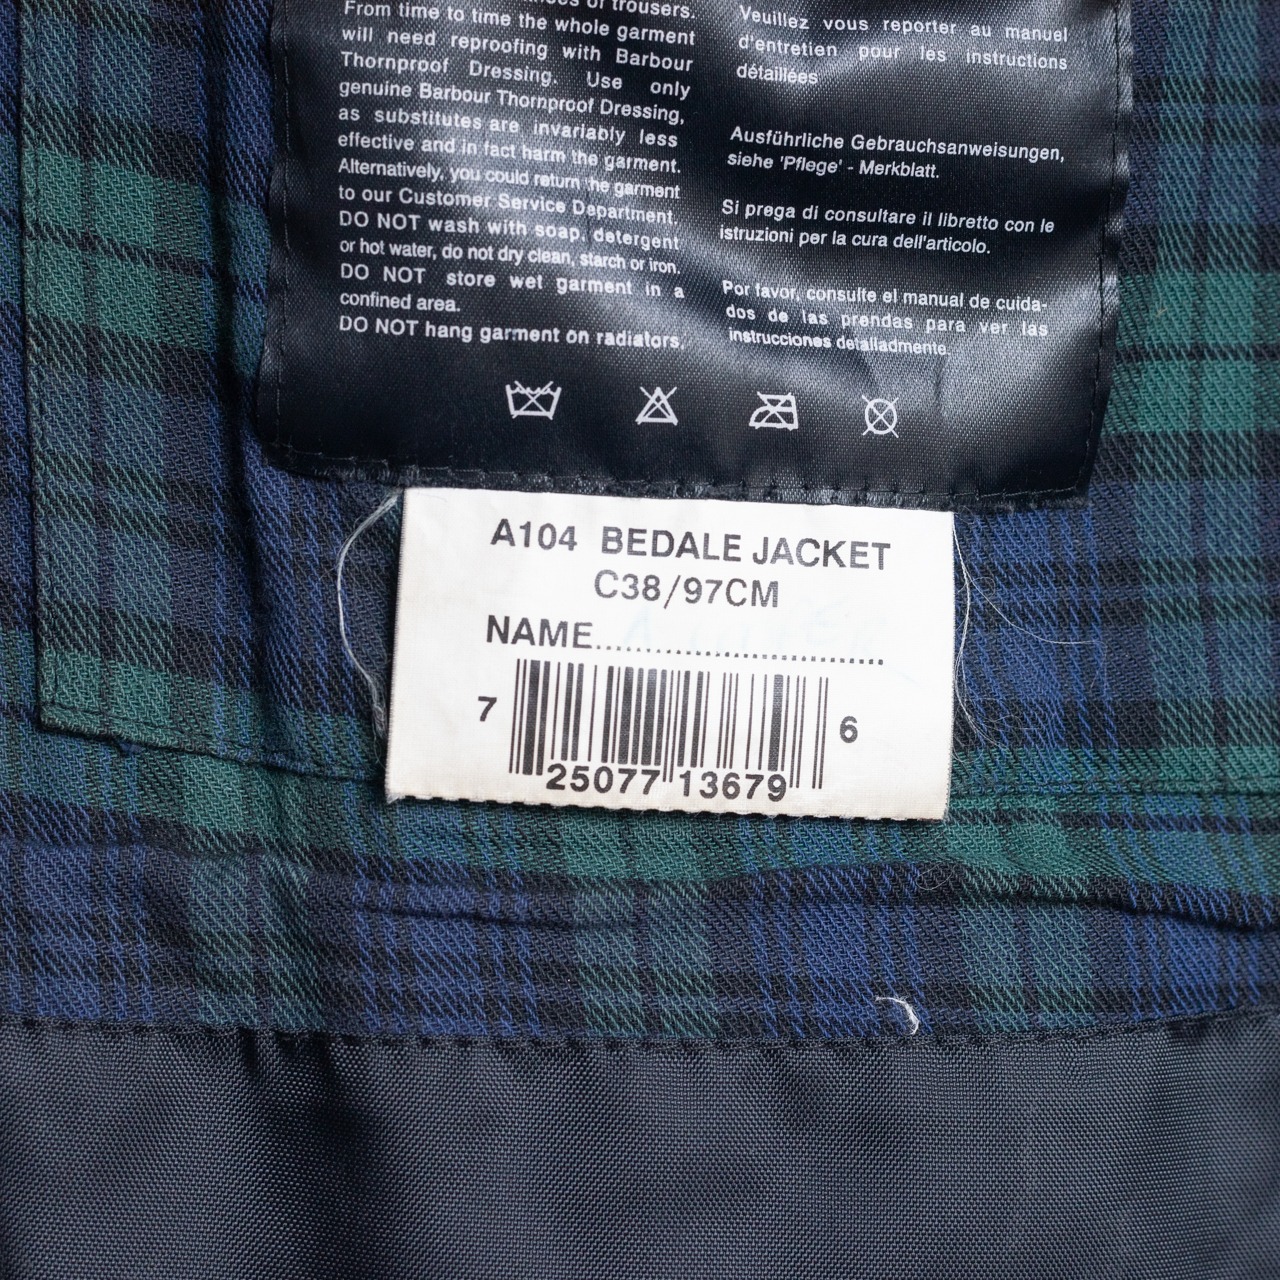 of trousers.
From time to time the whole garment
will need reproofing with Barbour
Thornproof Dressing. Use only
genuine Barbour Thornproof Dressing,
as substitutes are invariably less
effective and in fact harm the garment.
Alternatively, you could return the garment
to our Customer Service Department.
DO NOT wash with soap, detergent
or hot water, do not dry clean, starch or iron.
DO NOT store wet garment in a
confined area.
DO NOT hang garment on radiators.
Veuillez vous reporter au manuel
d'entretien pour les instructions
détaillées
Ausführliche Gebrauchsanweisungen,
siehe 'Pflege' - Merkblatt.
Si prega di consultare il libretto con le
istruzioni per la cura dell'articolo.
Por favor, consulte el manual de cuida-
dos de las prendas para ver las
instrucciones detalladmente.
A104 BEDALE JACKET
C38/97CM
NAME..............................
7 25077 13679 6